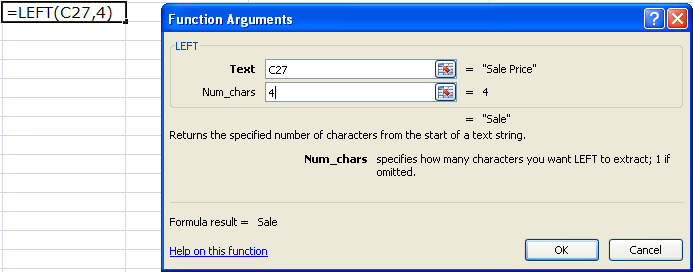 =LEFT(C27,4)
Function Arguments
LEFT
Text C27 = "Sale Price"
Num_chars 4 = 4
= "Sale"
Returns the specified number of characters from the start of a text string.
Num_chars specifies how many characters you want LEFT to extract; 1 if
omitted.
Formula result = Sale
Help on this function
OK Cancel